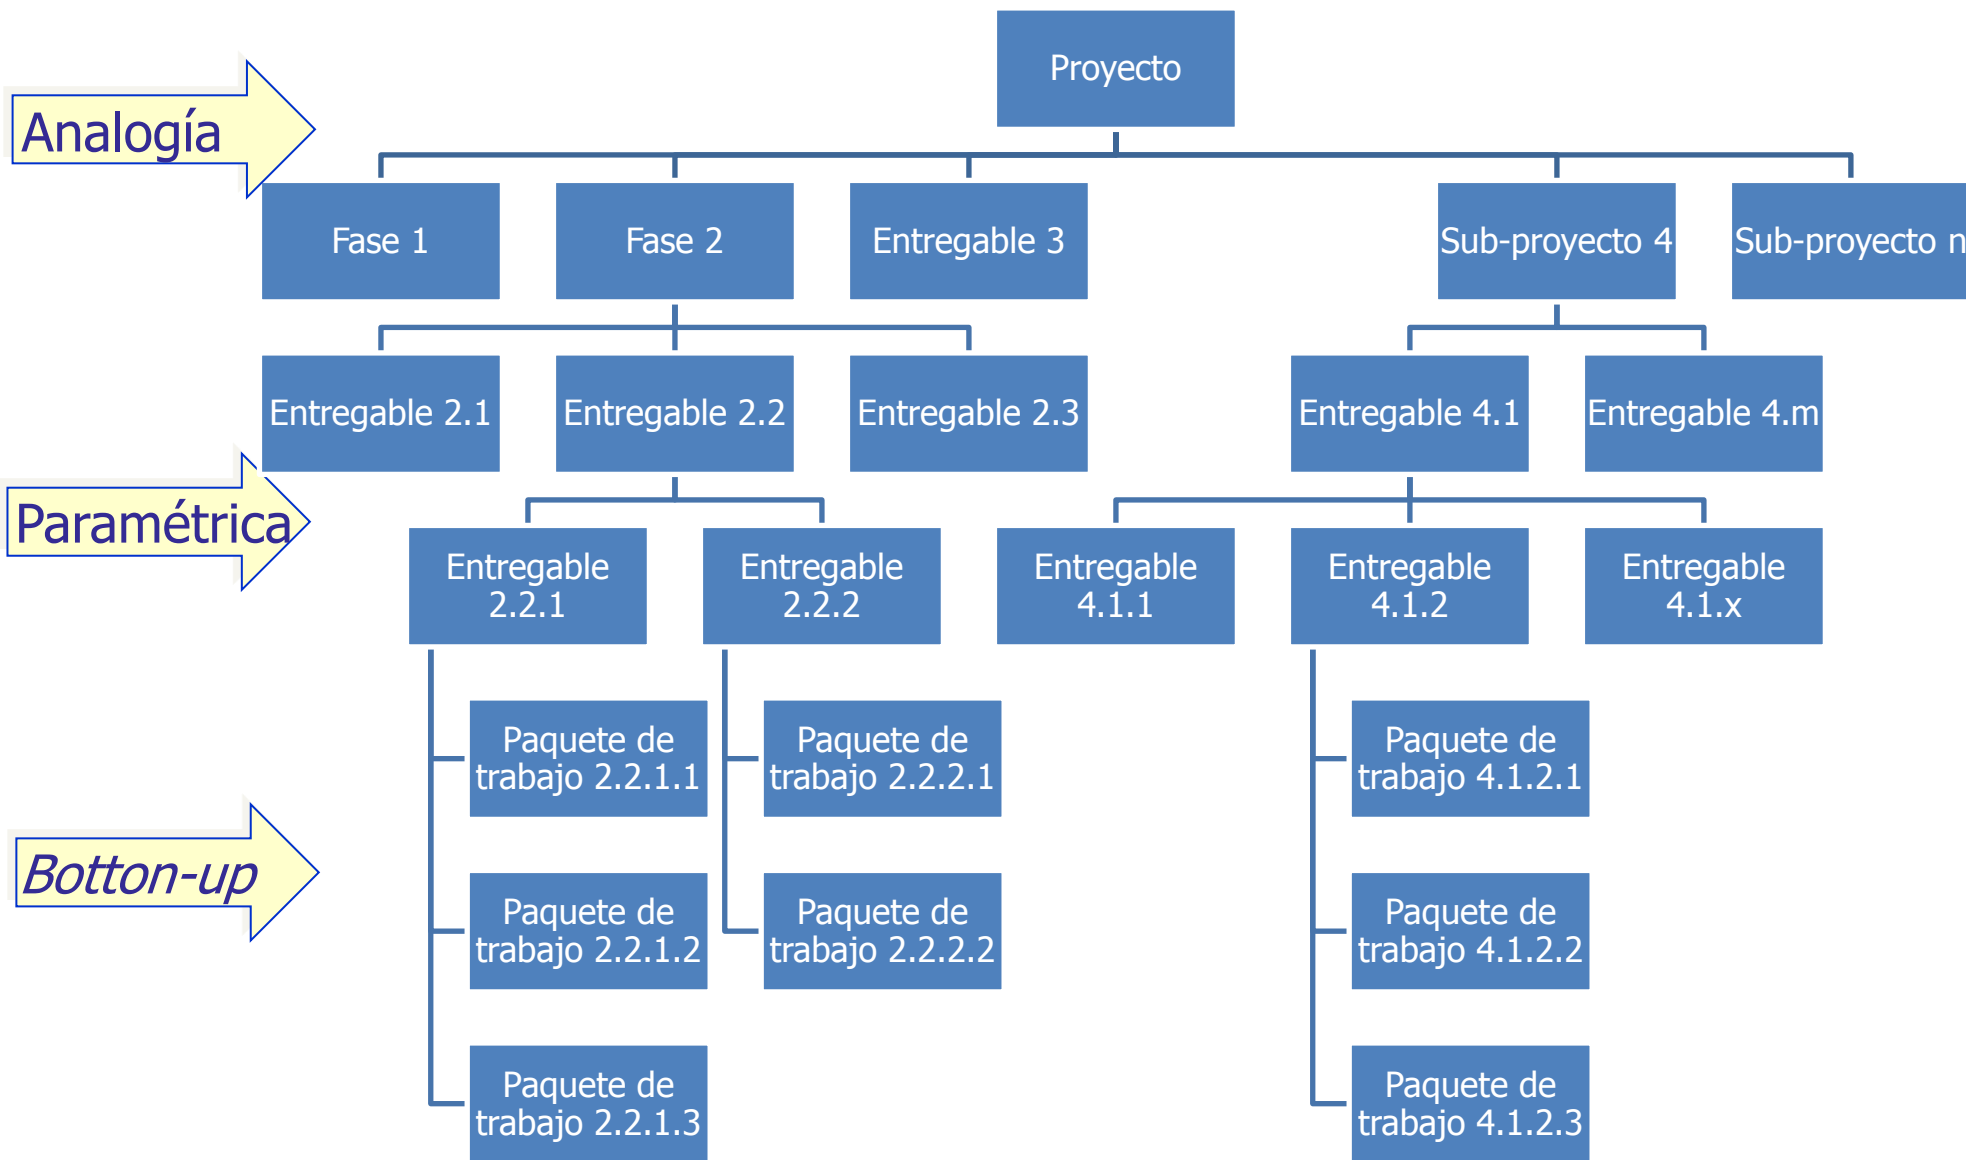 Proyecto
Analogía
Fase 1
Fase 2
Entregable 3
Sub-proyecto 4
Sub-proyecto n
Entregable 2.1
Entregable 2.2
Entregable 2.3
Entregable 4.1
Entregable 4.m
Paramétrica
Entregable
2.2.1
Entregable
2.2.2
Entregable
4.1.1
Entregable
4.1.2
Entregable
4.1.x
Paquete de
trabajo 2.2.1.1
Paquete de
trabajo 2.2.2.1
Paquete de
trabajo 4.1.2.1
Botton-up
Paquete de
trabajo 2.2.1.2
Paquete de
trabajo 2.2.2.2
Paquete de
trabajo 4.1.2.2
Paquete de
trabajo 2.2.1.3
Paquete de
trabajo 4.1.2.3